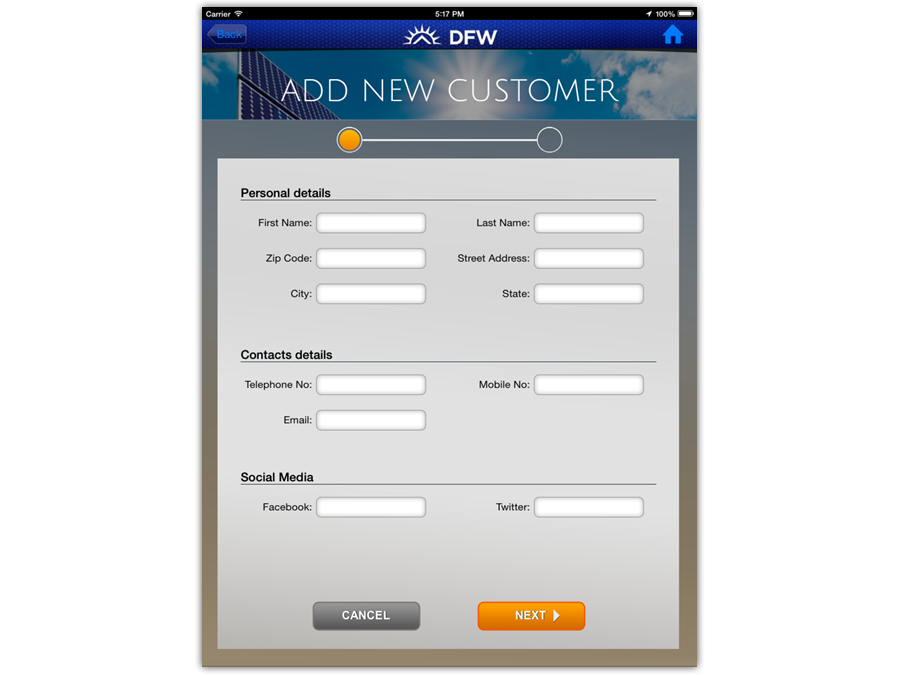 Carrier 5:17 PM 100%
Back DFW
ADD NEW CUSTOMER
Personal details
First Name: Last Name:
Zip Code: Street Address:
City: State:
Contacts details
Telephone No: Mobile No:
Email:
Social Media
Facebook: Twitter:
CANCEL NEXT